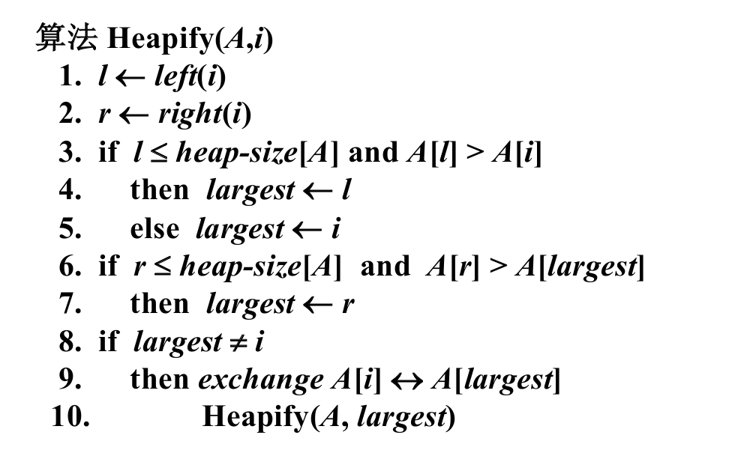 算法 Heapify(A,i)
1. l ← left(i)
2. r ← right(i)
3. if l ≤ heap-size[A] and A[l] > A[i]
4. then largest ← l
5. else largest ← i
6. if r ≤ heap-size[A] and A[r] > A[largest]
7. then largest ← r
8. if largest ≠ i
9. then exchange A[i] ↔ A[largest]
10. Heapify(A, largest)